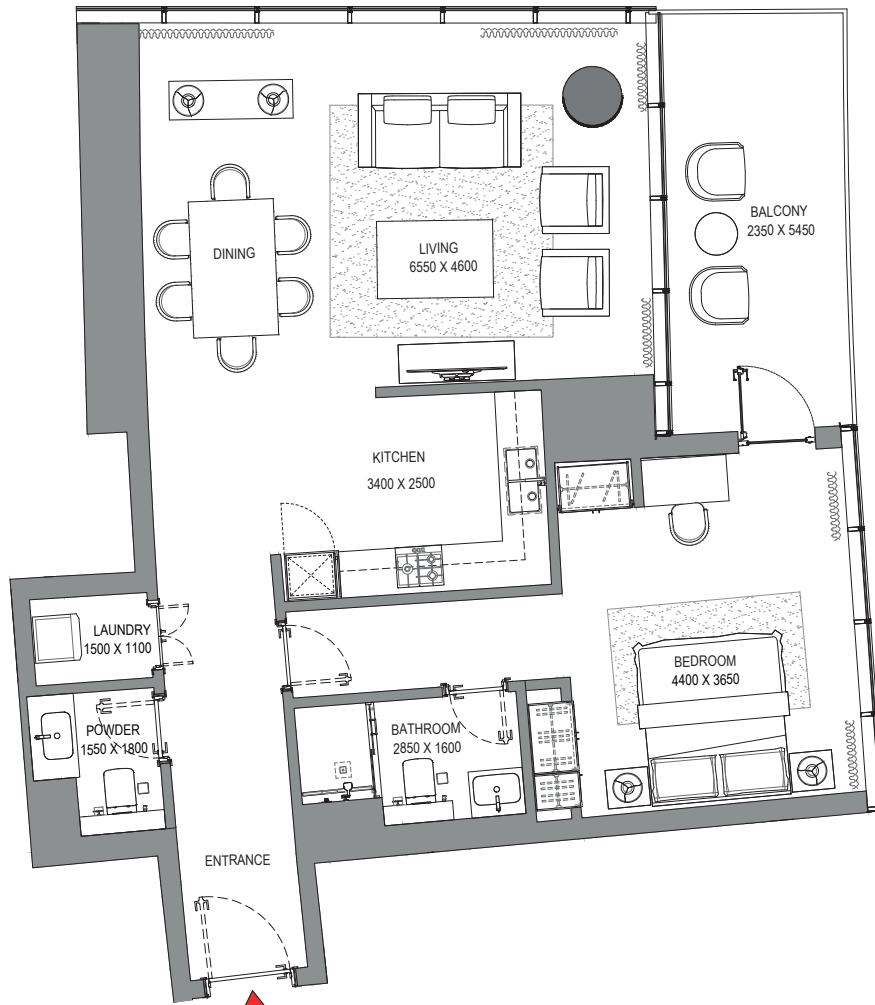 DINING
LIVING
6550 X 4600
BALCONY
2350 X 5450
KITCHEN
3400 X 2500
LAUNDRY
1500 X 1100
BEDROOM
4400 X 3650
POWDER
1550 X 1800
BATHROOM
2850 X 1600
ENTRANCE